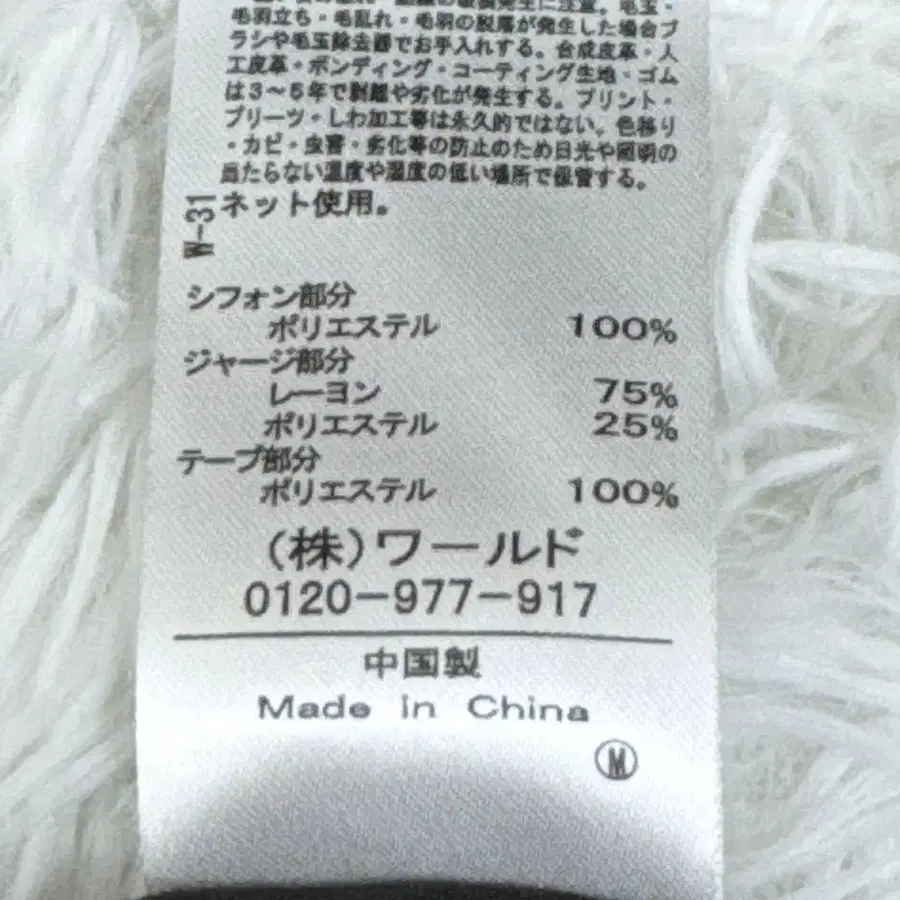 発生に注意。毛玉・
毛羽立ち・毛乱れ・毛羽の脱落が発生した場合ブ
ラシや毛玉除去器でお手入れする。合成皮革・人
工皮革・ボンディング・コーティング生地・ゴム
は3〜5年で剥離や劣化が発生する。プリント・
プリーツ・しわ加工等は永久的ではない。色移り
・カビ・虫害・劣化等の防止のため日光や照明の
当たらない温度や湿度の低い場所で保管する。
W-31
ネット使用。
シフォン部分
ポリエステル 100%
ジャージ部分
レーヨン 75%
ポリエステル 25%
テープ部分
ポリエステル 100%
(株)ワールド
0120-977-917
中国製
Made in China
M